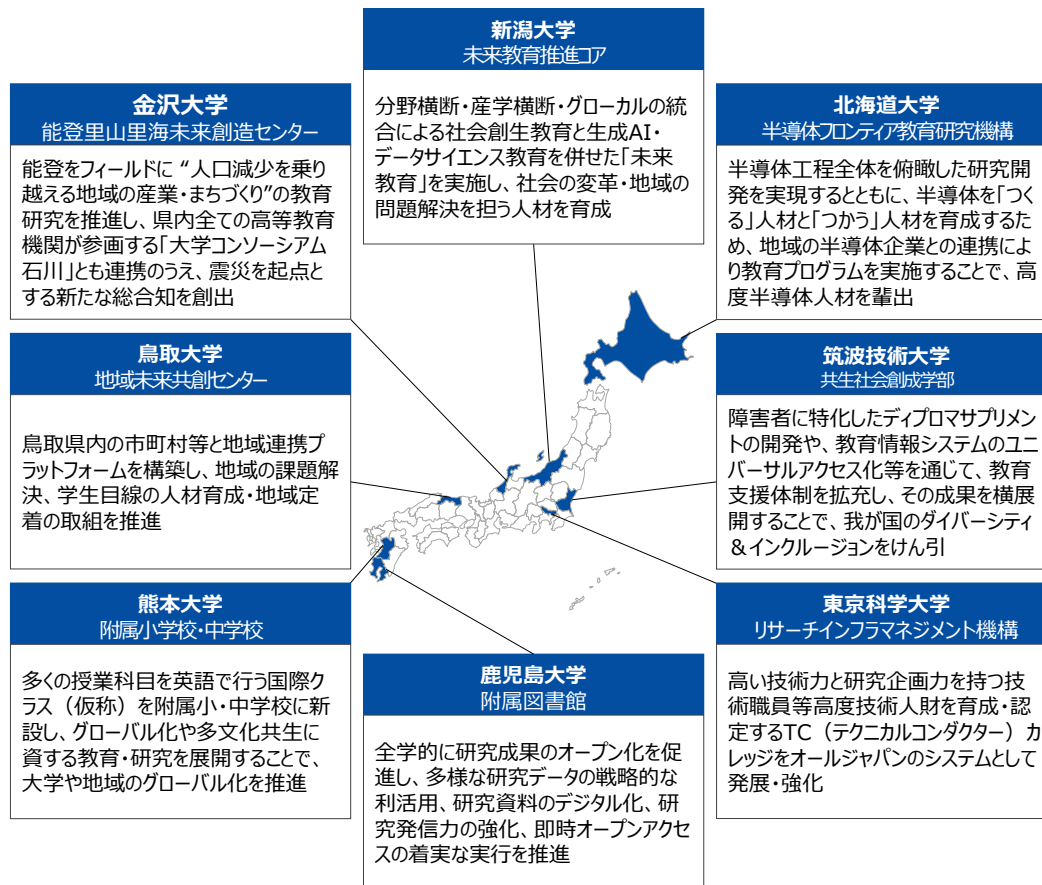 新潟大学
未来教育推進コア
分野横断・産学横断・グローカルの統
合による社会創生教育と生成AI・
データサイエンス教育を併せた「未来
教育」を実施し、社会の変革・地域の
問題解決を担う人材を育成
金沢大学
能登里山里海未来創造センター
能登をフィールドに “人口減少を乗り
越える地域の産業・まちづくり”の教育
研究を推進し、県内全ての高等教育
機関が参画する「大学コンソーシアム
石川」とも連携のうえ、震災を起点と
する新たな総合知を創出
北海道大学
半導体フロンティア教育研究機構
半導体工程全体を俯瞰した研究開
発を実現するとともに、半導体を「つく
る」人材と「つかう」人材を育成するた
め、地域の半導体企業との連携によ
り教育プログラムを実施することで、高
度半導体人材を輩出
鳥取大学
地域未来共創センター
鳥取県内の市町村等と地域連携プ
ラットフォームを構築し、地域の課題解
決、学生目線の人材育成・地域定
着の取組を推進
筑波技術大学
共生社会創成学部
障害者に特化したディプロマサプリメン
トの開発や、教育情報システムのユニ
バーサルアクセス化等を通じて、教育
支援体制を拡充し、その成果を横展
開することで、我が国のダイバーシティ
＆インクルージョンをけん引
熊本大学
附属小学校・中学校
多くの授業科目を英語で行う国際ク
ラス（仮称）を附属小・中学校に新
設し、グローバル化や多文化共生に
資する教育・研究を展開することで、
大学や地域のグローバル化を推進
鹿児島大学
附属図書館
全学的に研究成果のオープン化を促
進し、多様な研究データの戦略的な
利活用、研究資料のデジタル化、研
究発信力の強化、即時オープンアクセ
スの着実な実行を推進
東京科学大学
リサーチインフラマネジメント機構
高い技術力と研究企画力を持つ技
術職員等高度技術人財を育成・認
定するTC（テクニカルコンダクター）カ
レッジをオールジャパンのシステムとして
発展・強化